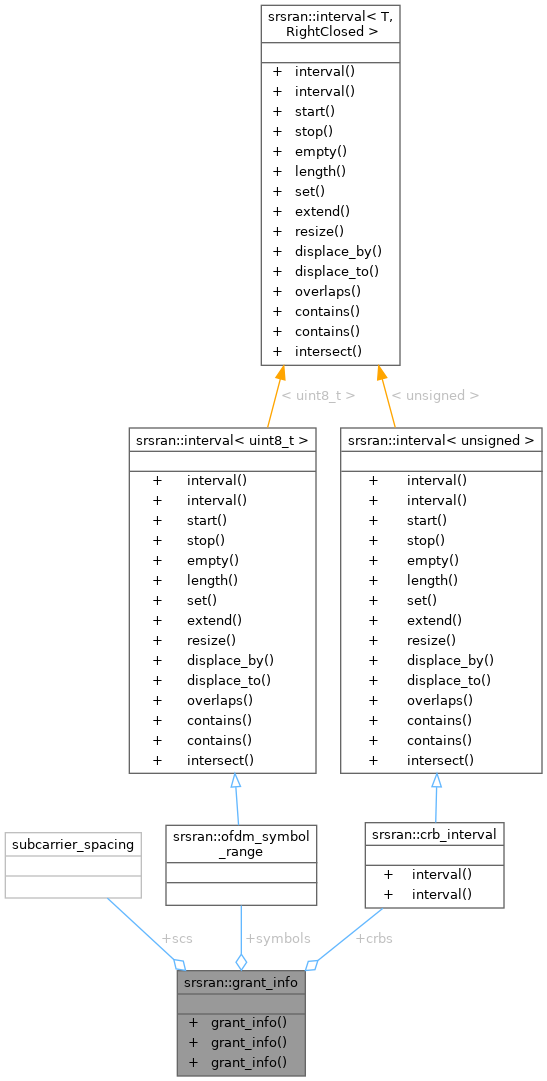 srsran::interval< T,
RightClosed >
+ interval()
+ interval()
+ start()
+ stop()
+ empty()
+ length()
+ set()
+ extend()
+ resize()
+ displace_by()
+ displace_to()
+ overlaps()
+ contains()
+ contains()
+ intersect()
< uint8_t >
< unsigned >
srsran::interval< uint8_t >
+ interval()
+ interval()
+ start()
+ stop()
+ empty()
+ length()
+ set()
+ extend()
+ resize()
+ displace_by()
+ displace_to()
+ overlaps()
+ contains()
+ contains()
+ intersect()
srsran::interval< unsigned >
+ interval()
+ interval()
+ start()
+ stop()
+ empty()
+ length()
+ set()
+ extend()
+ resize()
+ displace_by()
+ displace_to()
+ overlaps()
+ contains()
+ contains()
+ intersect()
subcarrier_spacing
srsran::ofdm_symbol
_range
srsran::crb_interval
+ interval()
+ interval()
+scs
+symbols
+crbs
srsran::grant_info
+ grant_info()
+ grant_info()
+ grant_info()